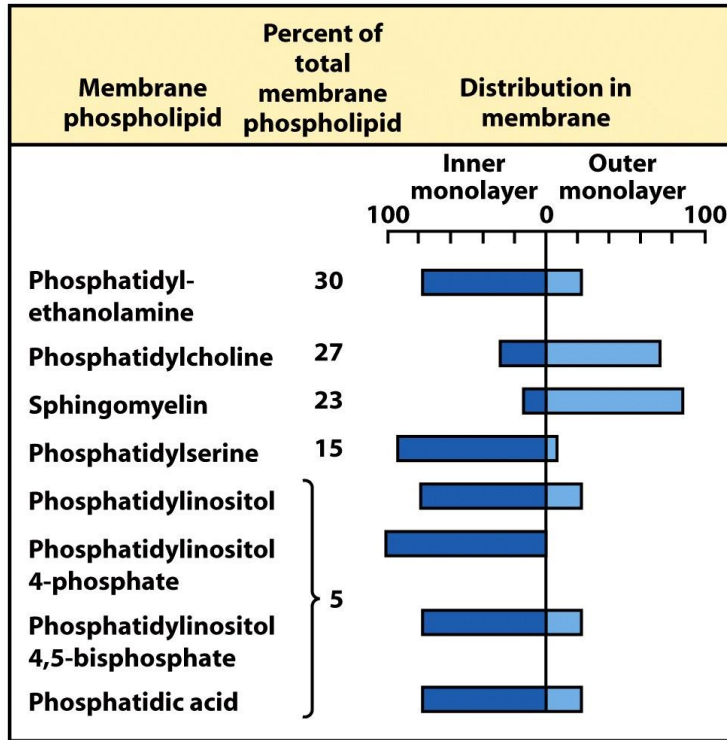 Membrane
phospholipid
Percent of
total
membrane
phospholipid
Distribution in
membrane
Inner
monolayer
Outer
monolayer
100 0 100
Phosphatidyl-
ethanolamine
30
Phosphatidylcholine 27
Sphingomyelin 23
Phosphatidylserine 15
Phosphatidylinositol
Phosphatidylinositol
4-phosphate
5
Phosphatidylinositol
4,5-bisphosphate
Phosphatidic acid